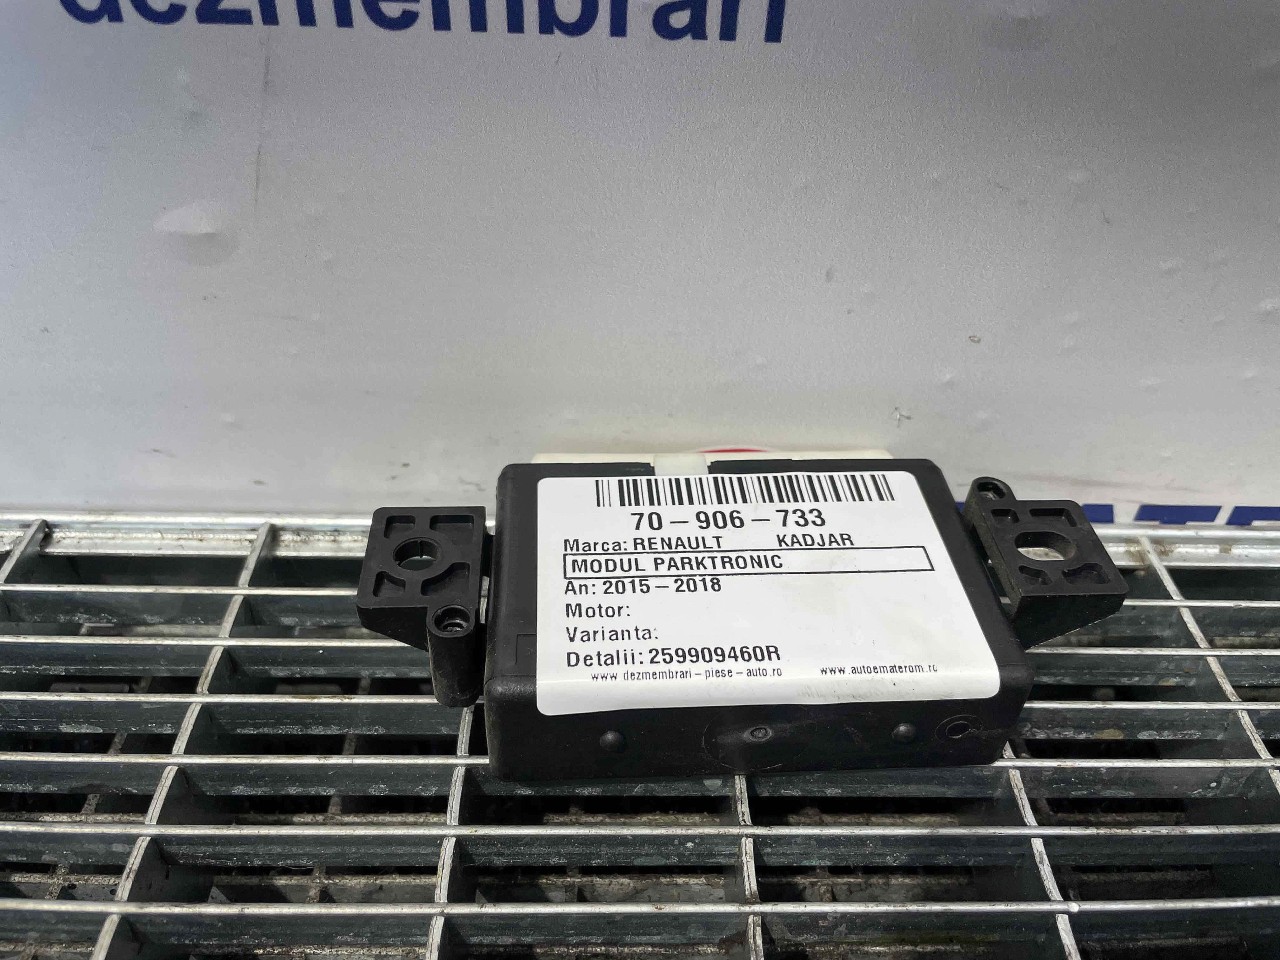 dezmembrari
70-906-733
Marca: RENAULT KADJAR
MODUL PARKTRONIC
An: 2015-2018
Motor:
Varianta:
Detalii: 259909460R
www.dezmembrari-piese-auto.ro www.autoematerom.ro